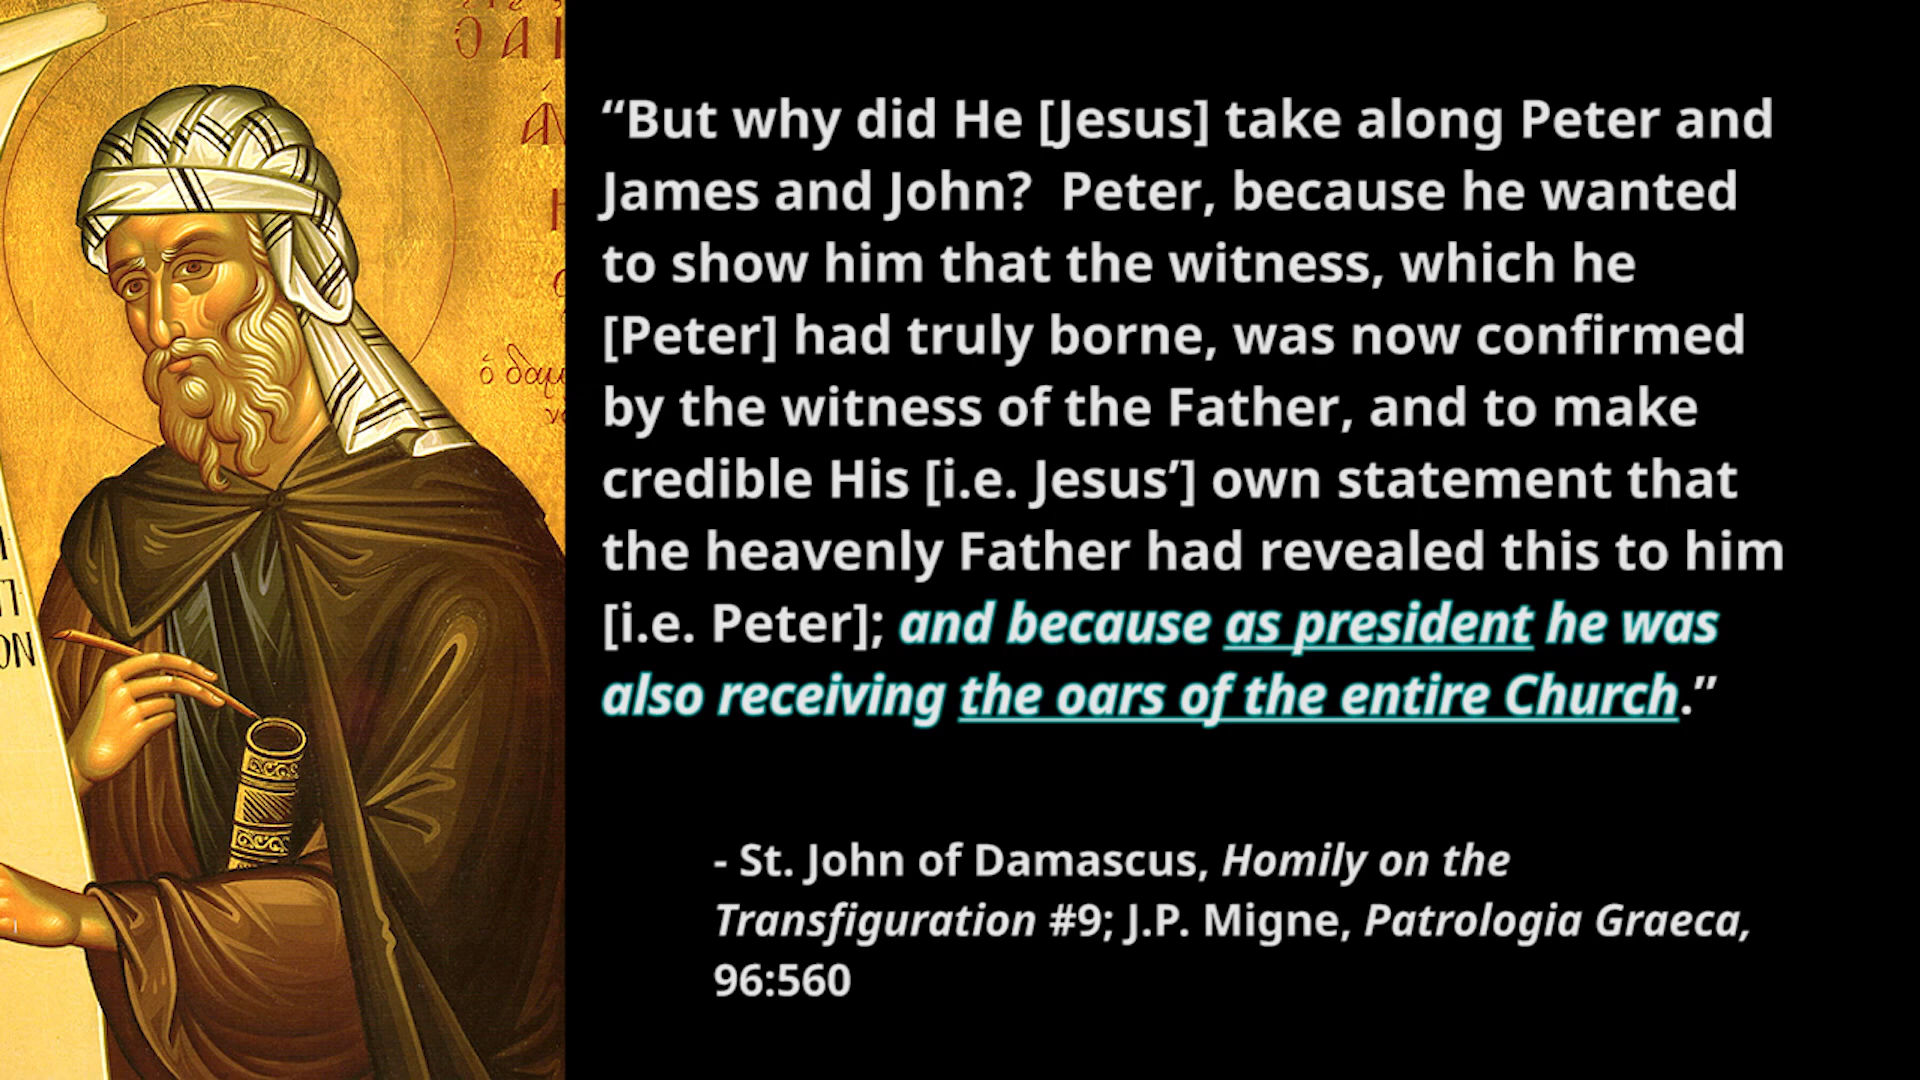 Ο ΑΙ
“But why did He [Jesus] take along Peter and
James and John?  Peter, because he wanted
to show him that the witness, which he
[Peter] had truly borne, was now confirmed
by the witness of the Father, and to make
credible His [i.e. Jesus’] own statement that
the heavenly Father had revealed this to him
[i.e. Peter]; and because as president he was
also receiving the oars of the entire Church.”
- St. John of Damascus, Homily on the
Transfiguration #9; J.P. Migne, Patrologia Graeca,
96:560